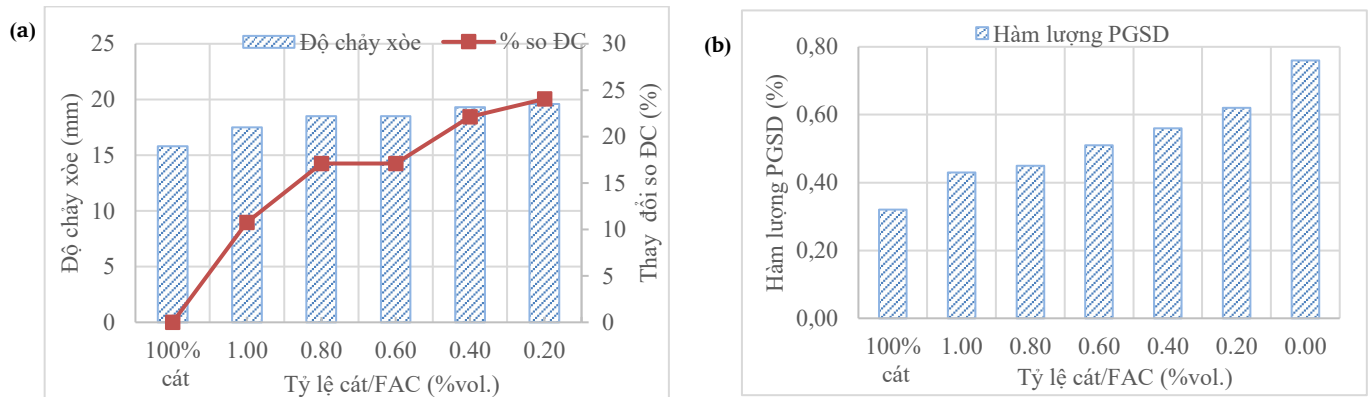 (a)
Độ chảy xòe
% so ĐC
25
20
15
10
5
0
30
25
20
15
10
5
0
Độ chảy xòe (mm)
Thay đổi so ĐC (%)
100% cát
1.00
0.80
0.60
0.40
0.20
Tỷ lệ cát/FAC (%vol.)
(b)
Hàm lượng PGSD
0,80
0,60
0,40
0,20
0,00
Hàm lượng PGSD (%)
100% cát
1.00
0.80
0.60
0.40
0.20
0.00
Tỷ lệ cát/FAC (%vol.)